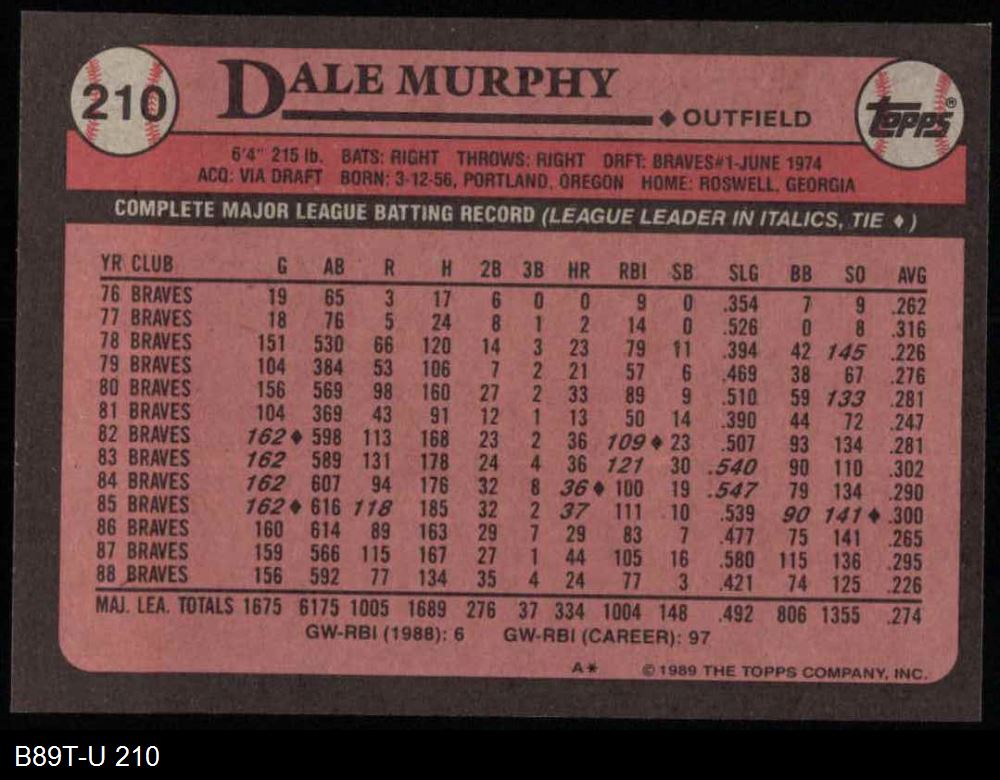 210
DALE MURPHY
◆ OUTFIELD
TOPPS®
6'4" 215 lb. BATS: RIGHT THROWS: RIGHT DRFT: BRAVES#1-JUNE 1974
ACQ: VIA DRAFT BORN: 3-12-56, PORTLAND, OREGON HOME: ROSWELL, GEORGIA
COMPLETE MAJOR LEAGUE BATTING RECORD (LEAGUE LEADER IN ITALICS, TIE ♦)
YR CLUB G AB R H 2B 3B HR RBI SB SLG BB SO AVG
76 BRAVES 19 65 3 17 6 0 0 9 0 .354 7 9 .262
77 BRAVES 18 76 5 24 8 1 2 14 0 .526 0 8 .316
78 BRAVES 151 530 66 120 14 3 23 79 11 .394 42 145 .226
79 BRAVES 104 384 53 106 7 2 21 57 6 .469 38 67 .276
80 BRAVES 156 569 98 160 27 2 33 89 9 .510 59 133 .281
81 BRAVES 104 369 43 91 12 1 13 50 14 .390 44 72 .247
82 BRAVES 162♦ 598 113 168 23 2 36 109♦ 23 .507 93 134 .281
83 BRAVES 162 589 131 178 24 4 36 121 30 .540 90 110 .302
84 BRAVES 162 607 94 176 32 8 36♦ 100 19 .547 79 134 .290
85 BRAVES 162♦ 616 118 185 32 2 37 111 10 .539 90 141♦ .300
86 BRAVES 160 614 89 163 29 7 29 83 7 .477 75 141 .265
87 BRAVES 159 566 115 167 27 1 44 105 16 .580 115 136 .295
88 BRAVES 156 592 77 134 35 4 24 77 3 .421 74 125 .226
MAJ. LEA. TOTALS 1675 6175 1005 1689 276 37 334 1004 148 .492 806 1355 .274
GW-RBI (1988): 6 GW-RBI (CAREER): 97
A* © 1989 THE TOPPS COMPANY, INC.
B89T-U 210